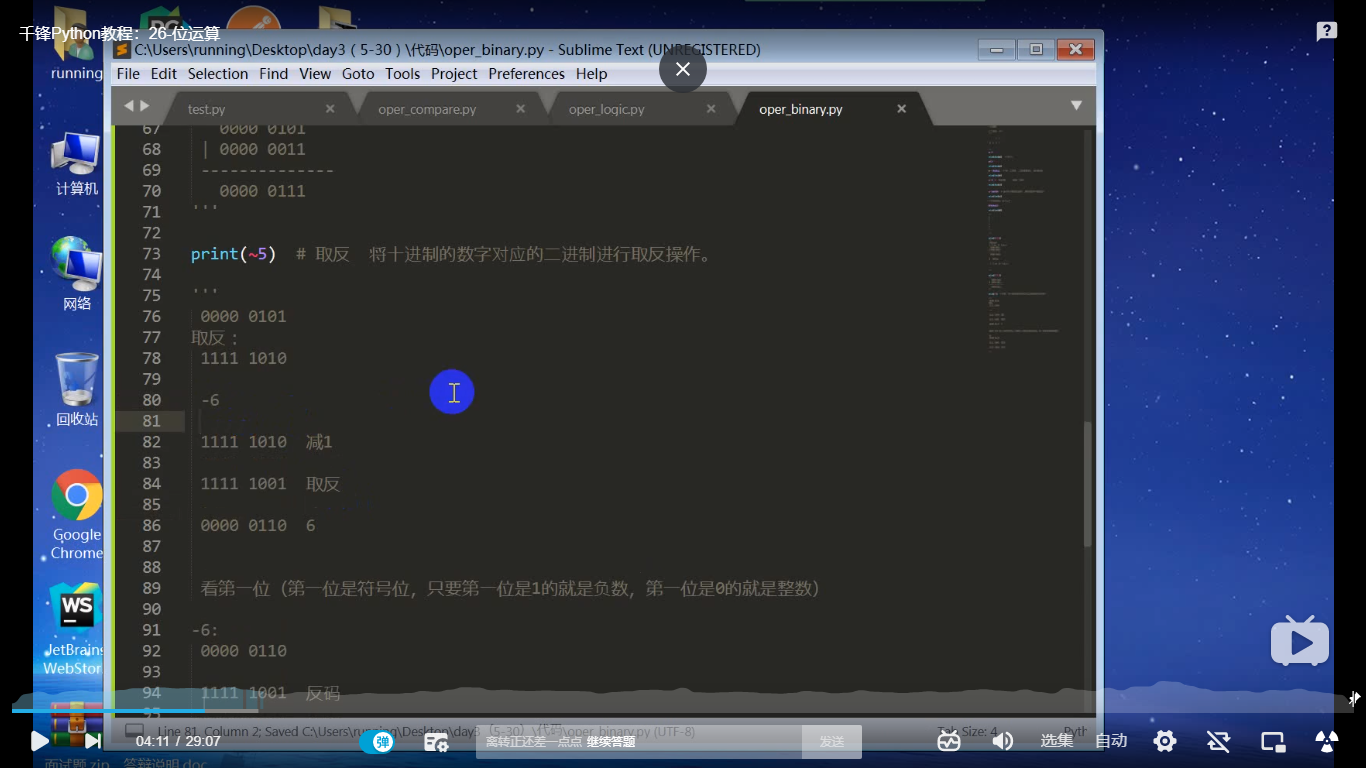 千锋Python教程：26-位运算
running
计算机
网络
回收站
Google
Chrome
WS
JetBrains
WebStor
面试题.zip 答辩说明.doc
C:\Users\running\Desktop\day3（5-30）\代码\oper_binary.py - Sublime Text (UNREGISTERED)
File Edit Selection Find View Goto Tools Project Preferences Help
test.py oper_compare.py oper_logic.py oper_binary.py
67 0000 0101
68 | 0000 0011
69 --------------
70 0000 0111
71 '''
72
73 print(~5) # 取反 将十进制的数字对应的二进制进行取反操作。
74
75 '''
76 0000 0101
77 取反：
78 1111 1010
79
80 -6
81
82 1111 1010 减1
83
84 1111 1001 取反
85
86 0000 0110 6
87
88
89 看第一位（第一位是符号位，只要第一位是1的就是负数，第一位是0的就是整数）
90
91 -6:
92 0000 0110
93
94 1111 1001 反码
Line 81, Column 2; Saved C:\Users\running\Desktop\day3（5-30）\代码\oper_binary.py (UTF-8)
04:11 / 29:07 弹 离转正还差一点点 继续答题 发送 选集 自动